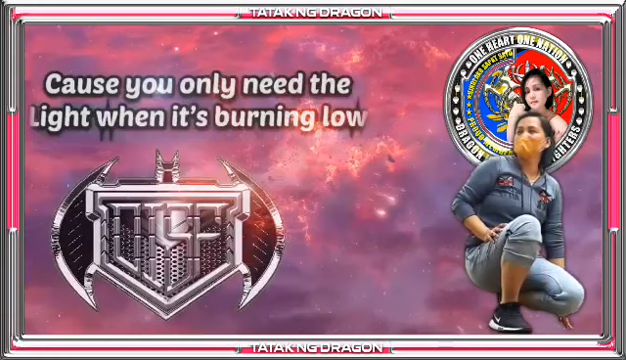 TATAK NG DRAGON
ONE HEART ONE NATION
Cause you only need the
Light when it's burning low
TATAK NG DRAGON